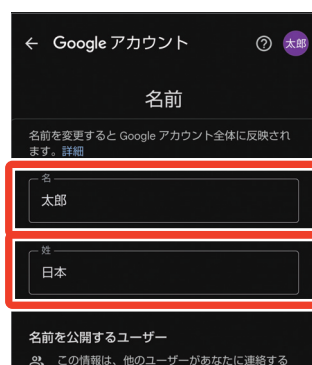 Google アカウント
太郎
名前
名前を変更すると Google アカウント全体に反映され
ます。詳細
名
太郎
姓
日本
名前を公開するユーザー
この情報は、他のユーザーがあなたに連絡する